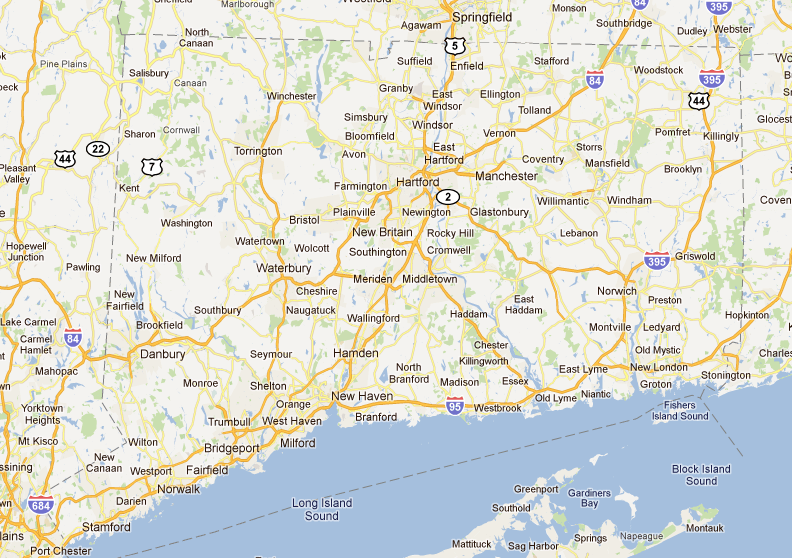 Marlborough
Springfield
Monson
84
395
Agawam
Southbridge
Dudley
Webster
North
Canaan
5
Pine Plains
Salisbury
Canaan
Suffield
Enfield
Stafford
Woodstock
84
395
Granby
Winchester
East
Windsor
Ellington
44
Tolland
Simsbury
Sharon
Cornwall
Bloomfield
Windsor
Vernon
Pomfret
Killingly
22
44
7
Torrington
Avon
East
Hartford
Storrs
Coventry
Mansfield
Pleasant
Valley
Brooklyn
Kent
Farmington
Hartford
Manchester
2
Willimantic
Windham
Washington
Bristol
Plainville
Newington
Glastonbury
New Britain
Rocky Hill
Lebanon
Hopewell
Junction
Watertown
Wolcott
Southington
Cromwell
Griswold
395
New Milford
Pawling
Waterbury
Meriden
Middletown
Cheshire
Norwich
New
Fairfield
Southbury
Naugatuck
Wallingford
Haddam
East
Haddam
Preston
Hopkinton
Lake Carmel
Brookfield
Montville
Ledyard
84
Carmel
Hamlet
Danbury
Seymour
Hamden
Chester
Killingworth
Old Mystic
Mahopac
North
Branford
East Lyme
New London
Stonington
Monroe
Shelton
Madison
Essex
Groton
New Haven
Orange
95
Old Lyme
Niantic
Westbrook
Yorktown
Heights
Trumbull
West Haven
Branford
Fishers
Island Sound
Mt Kisco
Wilton
Bridgeport
Milford
New
Canaan
Westport
Fairfield
Block Island
Sound
684
Darien
Norwalk
Greenport
Gardiners
Bay
Long Island
Sound
Southold
Stamford
Port Chester
Springs
Napeague
Montauk
Mattituck
Sag Harbor